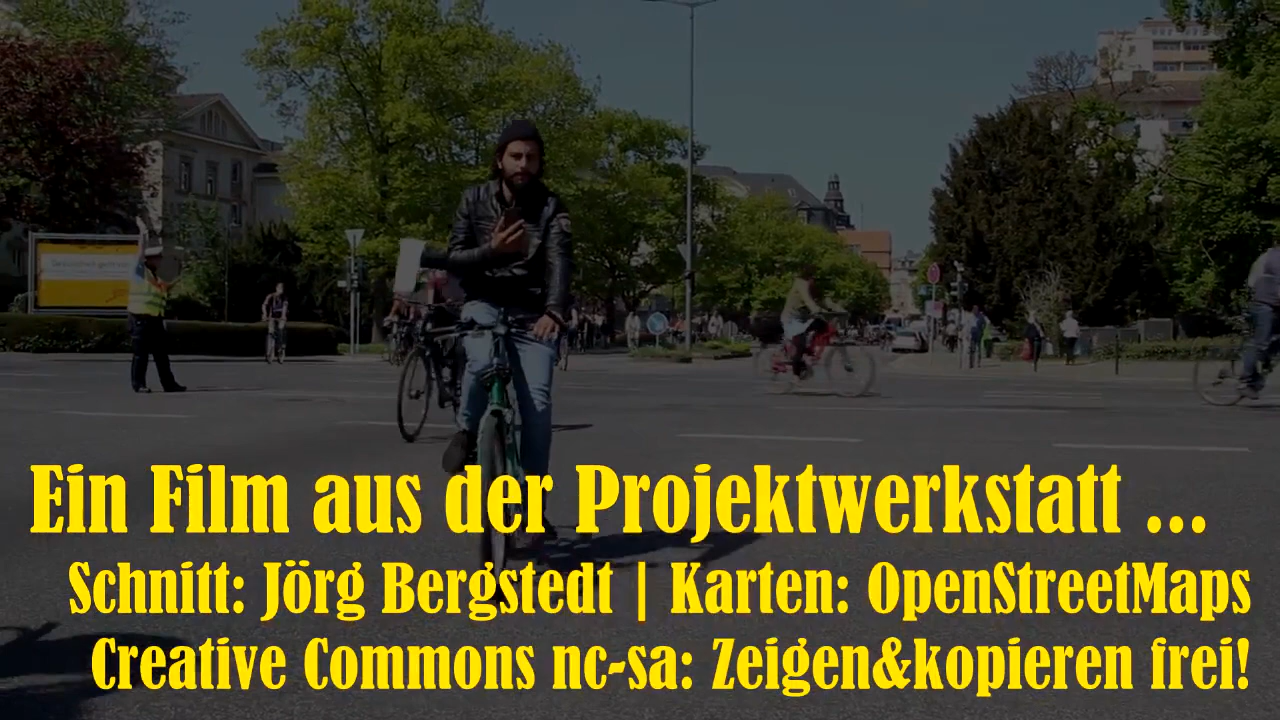 Ein Film aus der Projektwerkstatt ...
Schnitt: Jörg Bergstedt | Karten: OpenStreetMaps
Creative Commons nc-sa: Zeigen&kopieren frei!